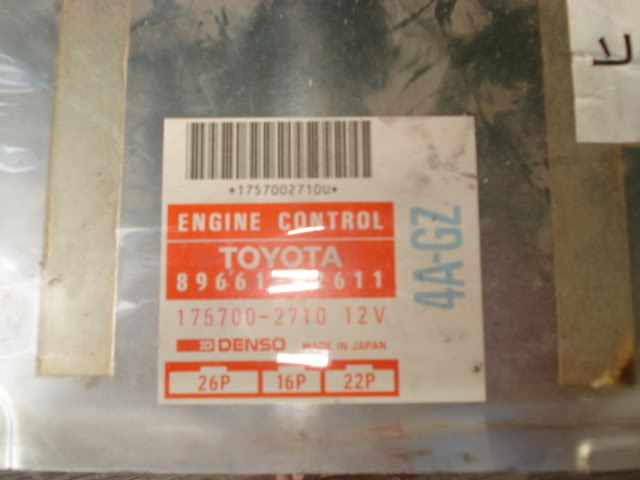 *1757002710U*
ENGINE CONTROL
TOYOTA
175700-2710 12V
DENSO MADE IN JAPAN
26P 16P 22P
4A-GZ